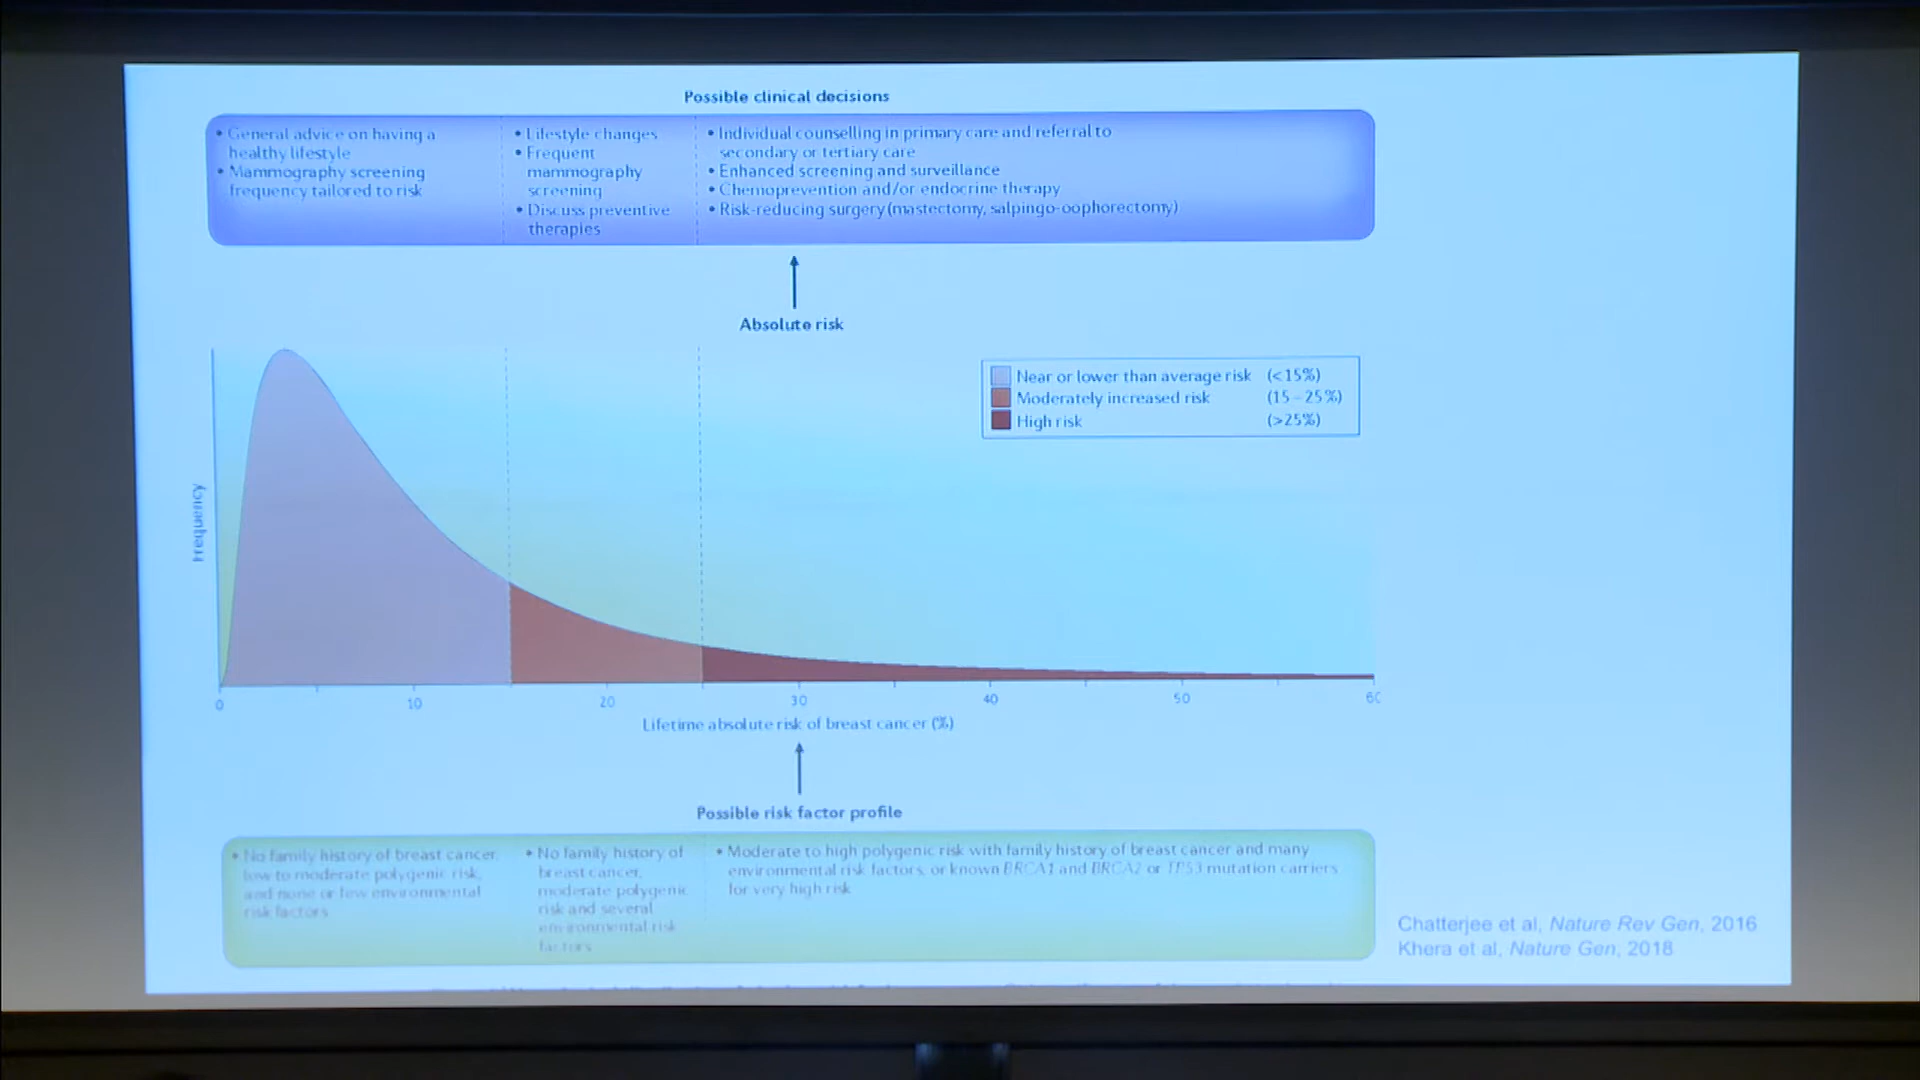 Possible clinical decisions
• General advice on having a
healthy lifestyle
• Mammography screening
frequency tailored to risk
• Lifestyle changes
• Frequent
mammography
screening
• Discuss preventive
therapies
• Individual counselling in primary care and referral to
secondary or tertiary care
• Enhanced screening and surveillance
• Chemoprevention and/or endocrine therapy
• Risk-reducing surgery (mastectomy, salpingo-oophorectomy)
Absolute risk
Near or lower than average risk (<15%)
Moderately increased risk (15–25%)
High risk (>25%)
Frequency
0 10 20 30 40 50 60
Lifetime absolute risk of breast cancer (%)
Possible risk factor profile
• No family history of breast cancer,
low to moderate polygenic risk,
and none or few environmental
risk factors
• No family history of
breast cancer,
moderate polygenic
risk and several
environmental risk
factors
• Moderate to high polygenic risk with family history of breast cancer and many
environmental risk factors, or known BRCA1 and BRCA2 or TP53 mutation carriers
for very high risk
Chatterjee et al, Nature Rev Gen, 2016
Khera et al, Nature Gen, 2018